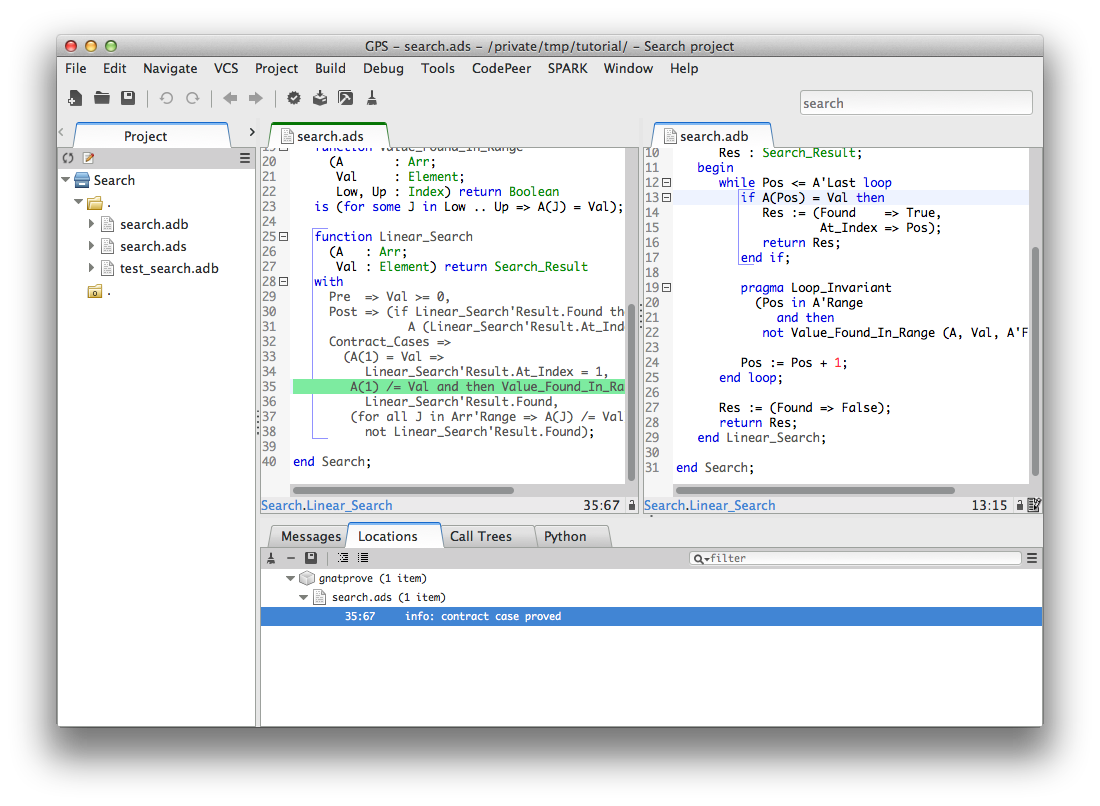 GPS - search.ads - /private/tmp/tutorial/ - Search project
File Edit Navigate VCS Project Build Debug Tools CodePeer SPARK Window Help
search
Project
Search
.
search.adb
search.ads
test_search.adb
.
search.ads
function Value_Found_In_Range
20 (A : Arr;
21 Val : Element;
22 Low, Up : Index) return Boolean
23 is (for some J in Low .. Up => A(J) = Val);
24
25 function Linear_Search
26 (A : Arr;
27 Val : Element) return Search_Result
28 with
29 Pre => Val >= 0,
30 Post => (if Linear_Search'Result.Found th
31 A (Linear_Search'Result.At_Ind
32 Contract_Cases =>
33 (A(1) = Val =>
34 Linear_Search'Result.At_Index = 1,
35 A(1) /= Val and then Value_Found_In_Ra
36 Linear_Search'Result.Found,
37 (for all J in Arr'Range => A(J) /= Val
38 not Linear_Search'Result.Found);
39
40 end Search;
Search.Linear_Search 35:67
search.adb
10 Res : Search_Result;
11 begin
12 while Pos <= A'Last loop
13 if A(Pos) = Val then
14 Res := (Found => True,
15 At_Index => Pos);
16 return Res;
17 end if;
18
19 pragma Loop_Invariant
20 (Pos in A'Range
21 and then
22 not Value_Found_In_Range (A, Val, A'F
23
24 Pos := Pos + 1;
25 end loop;
26
27 Res := (Found => False);
28 return Res;
29 end Linear_Search;
30
31 end Search;
Search.Linear_Search 13:15
Messages Locations Call Trees Python
filter
gnatprove (1 item)
search.ads (1 item)
35:67 info: contract case proved